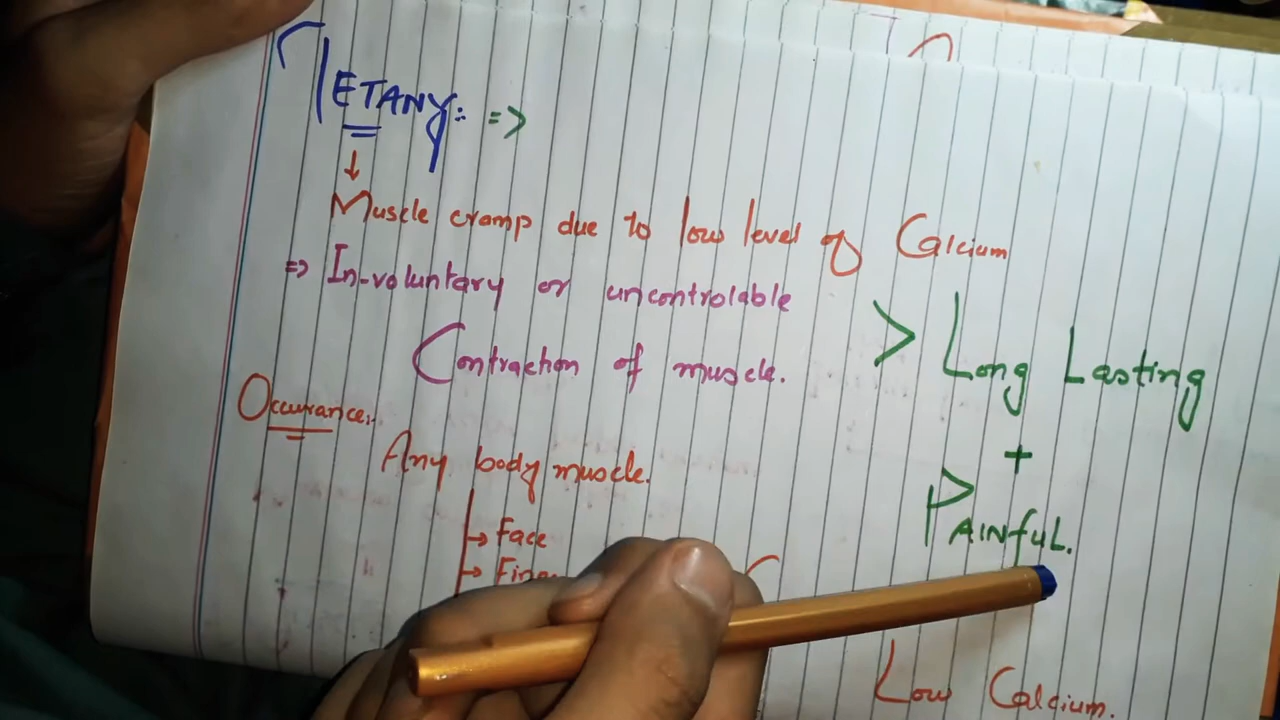 TETANY:- =>
↓
Muscle cramp due to low level of Calcium
=> In-voluntary or uncontrolable
Contraction of muscle.
> Long Lasting
+
PAINfuL.
Occurance:-
Any body muscle.
→ Face
→
Low Calcium.